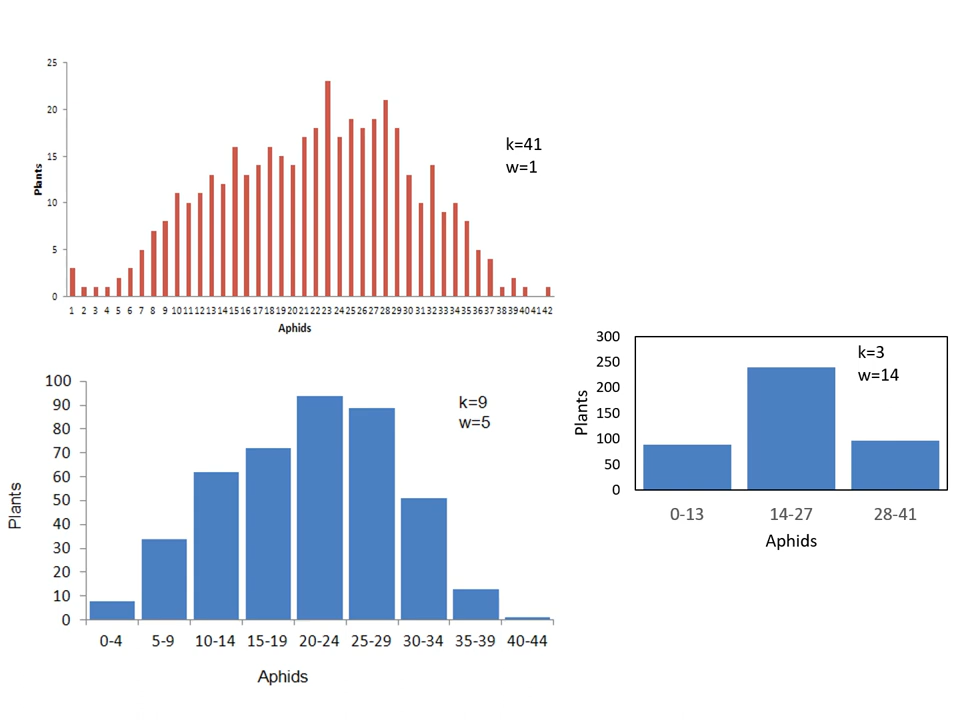 25
20
15
10
5
0
Plants
k=41
w=1
1 2 3 4 5 6 7 8 9 10 11 12 13 14 15 16 17 18 19 20 21 22 23 24 25 26 27 28 29 30 31 32 33 34 35 36 37 38 39 40 41 42
Aphids
100
90
80
70
60
50
40
30
20
10
0
Plants
k=9
w=5
0-4 5-9 10-14 15-19 20-24 25-29 30-34 35-39 40-44
Aphids
300
250
200
150
100
50
0
Plants
k=3
w=14
0-13 14-27 28-41
Aphids